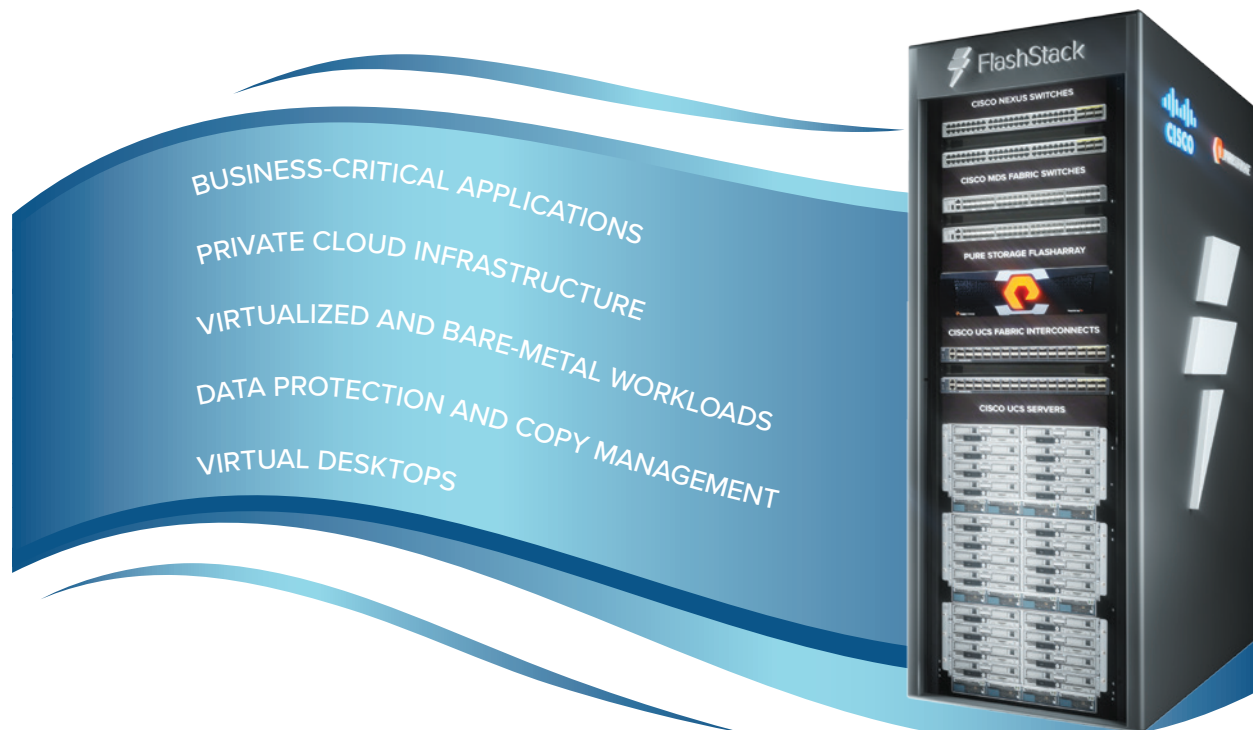 BUSINESS-CRITICAL APPLICATIONS
PRIVATE CLOUD INFRASTRUCTURE
VIRTUALIZED AND BARE-METAL WORKLOADS
DATA PROTECTION AND COPY MANAGEMENT
VIRTUAL DESKTOPS
FlashStack
CISCO NEXUS SWITCHES
CISCO MDS FABRIC SWITCHES
PURE STORAGE FLASHARRAY
CISCO UCS FABRIC INTERCONNECTS
CISCO UCS SERVERS
CISCO